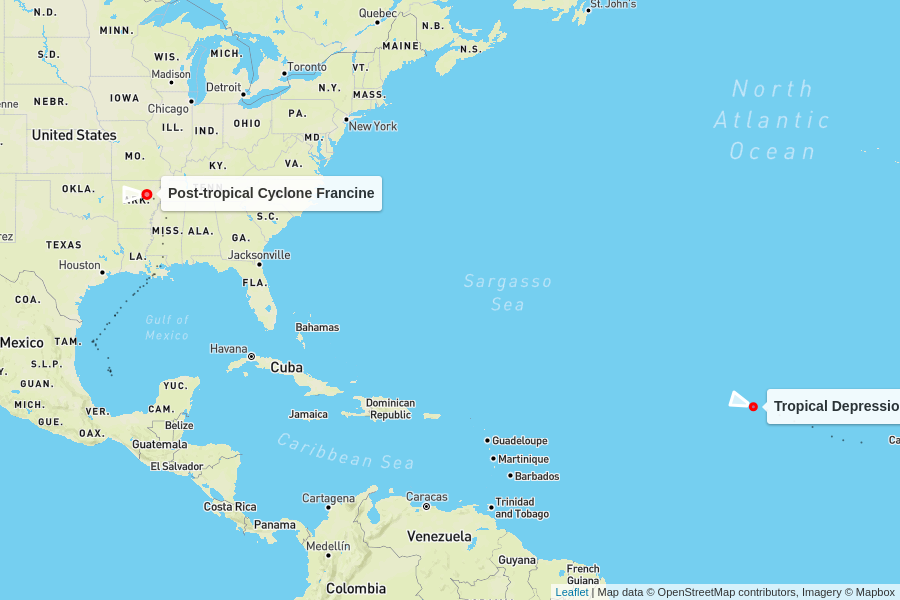 St. John's
N.D.
Quebec
MINN.
N.B.
MAINE
N.S.
S.D.
WIS.
MICH.
Toronto
VT.
Madison
N.Y.
North
Atlantic
Ocean
Detroit
MASS.
NEBR.
IOWA
Chicago
PA.
ILL.
IND.
OHIO
New York
United States
MD.
MO.
KY.
VA.
OKLA.
ARK.
Post-tropical Cyclone Francine
S.C.
MISS.
ALA.
GA.
TEXAS
LA.
Jacksonville
Houston
FLA.
Sargasso
Sea
COA.
Gulf of
Mexico
Bahamas
Mexico
TAM.
Havana
S.L.P.
Cuba
GUAN.
YUC.
MICH.
VER.
CAM.
Dominican
Republic
Jamaica
Tropical Depressio
GUE.
OAX.
Belize
Guatemala
Guadeloupe
Caribbean Sea
Martinique
El Salvador
Barbados
Cartagena
Caracas
Costa Rica
Trinidad
and Tobago
Panama
Venezuela
Medellín
Guyana
French
Guiana
Colombia
Leaflet | Map data © OpenStreetMap contributors, Imagery © Mapbox